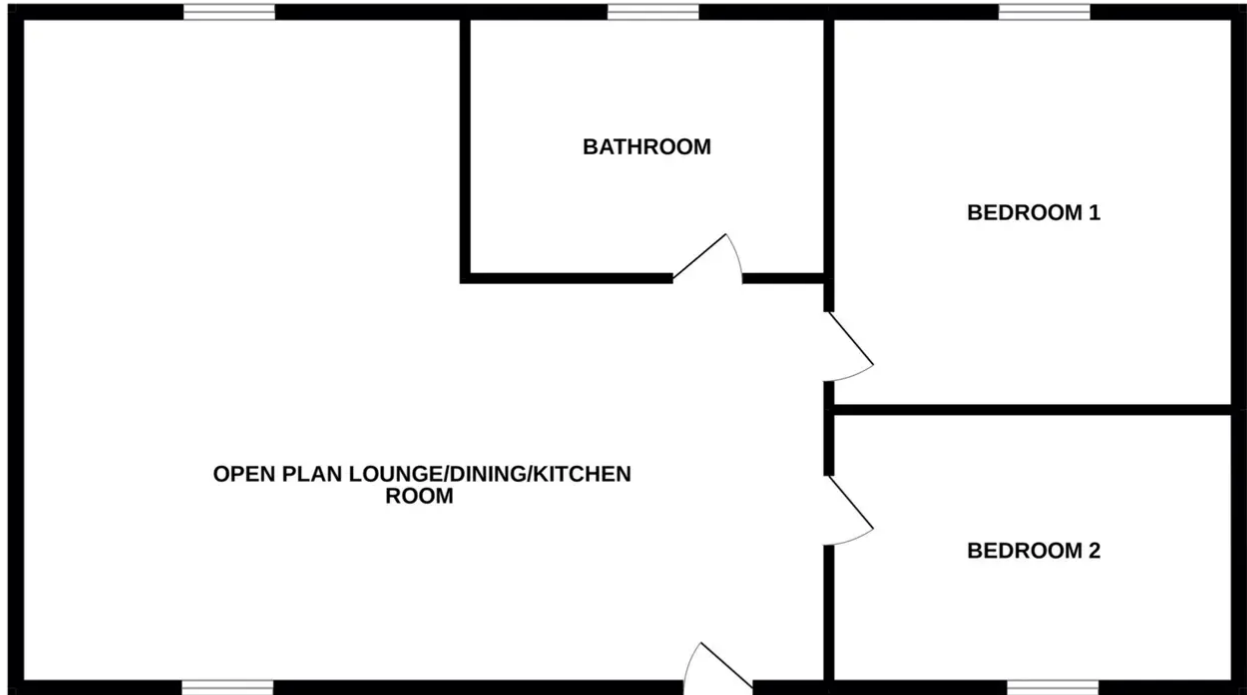 BATHROOM
BEDROOM 1
OPEN PLAN LOUNGE/DINING/KITCHEN
ROOM
BEDROOM 2